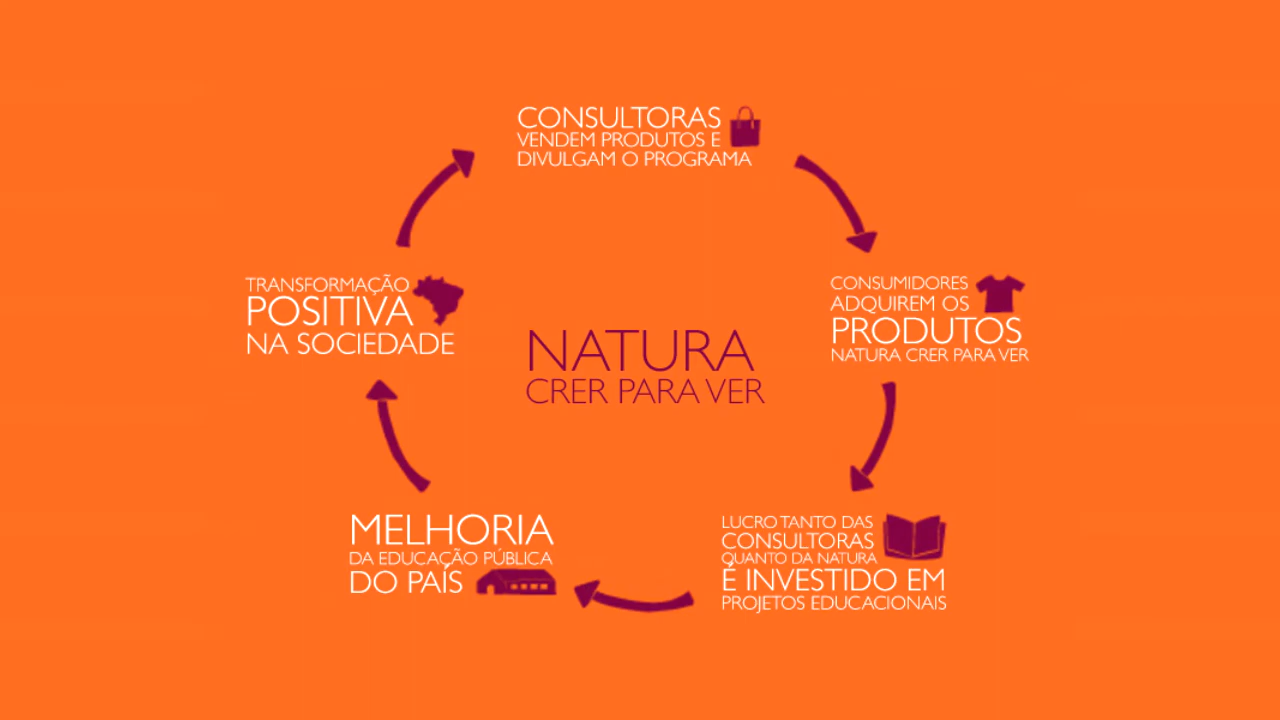 CONSULTORAS
VENDEM PRODUTOS E
DIVULGAM O PROGRAMA
TRANSFORMAÇÃO
POSITIVA
NA SOCIEDADE
CONSUMIDORES
ADQUIREM OS
PRODUTOS
NATURA CRER PARA VER
NATURA
CRER PARA VER
MELHORIA
DA EDUCAÇÃO PÚBLICA
DO PAÍS
LUCRO TANTO DAS
CONSULTORAS
QUANTO DA NATURA
É INVESTIDO EM
PROJETOS EDUCACIONAIS